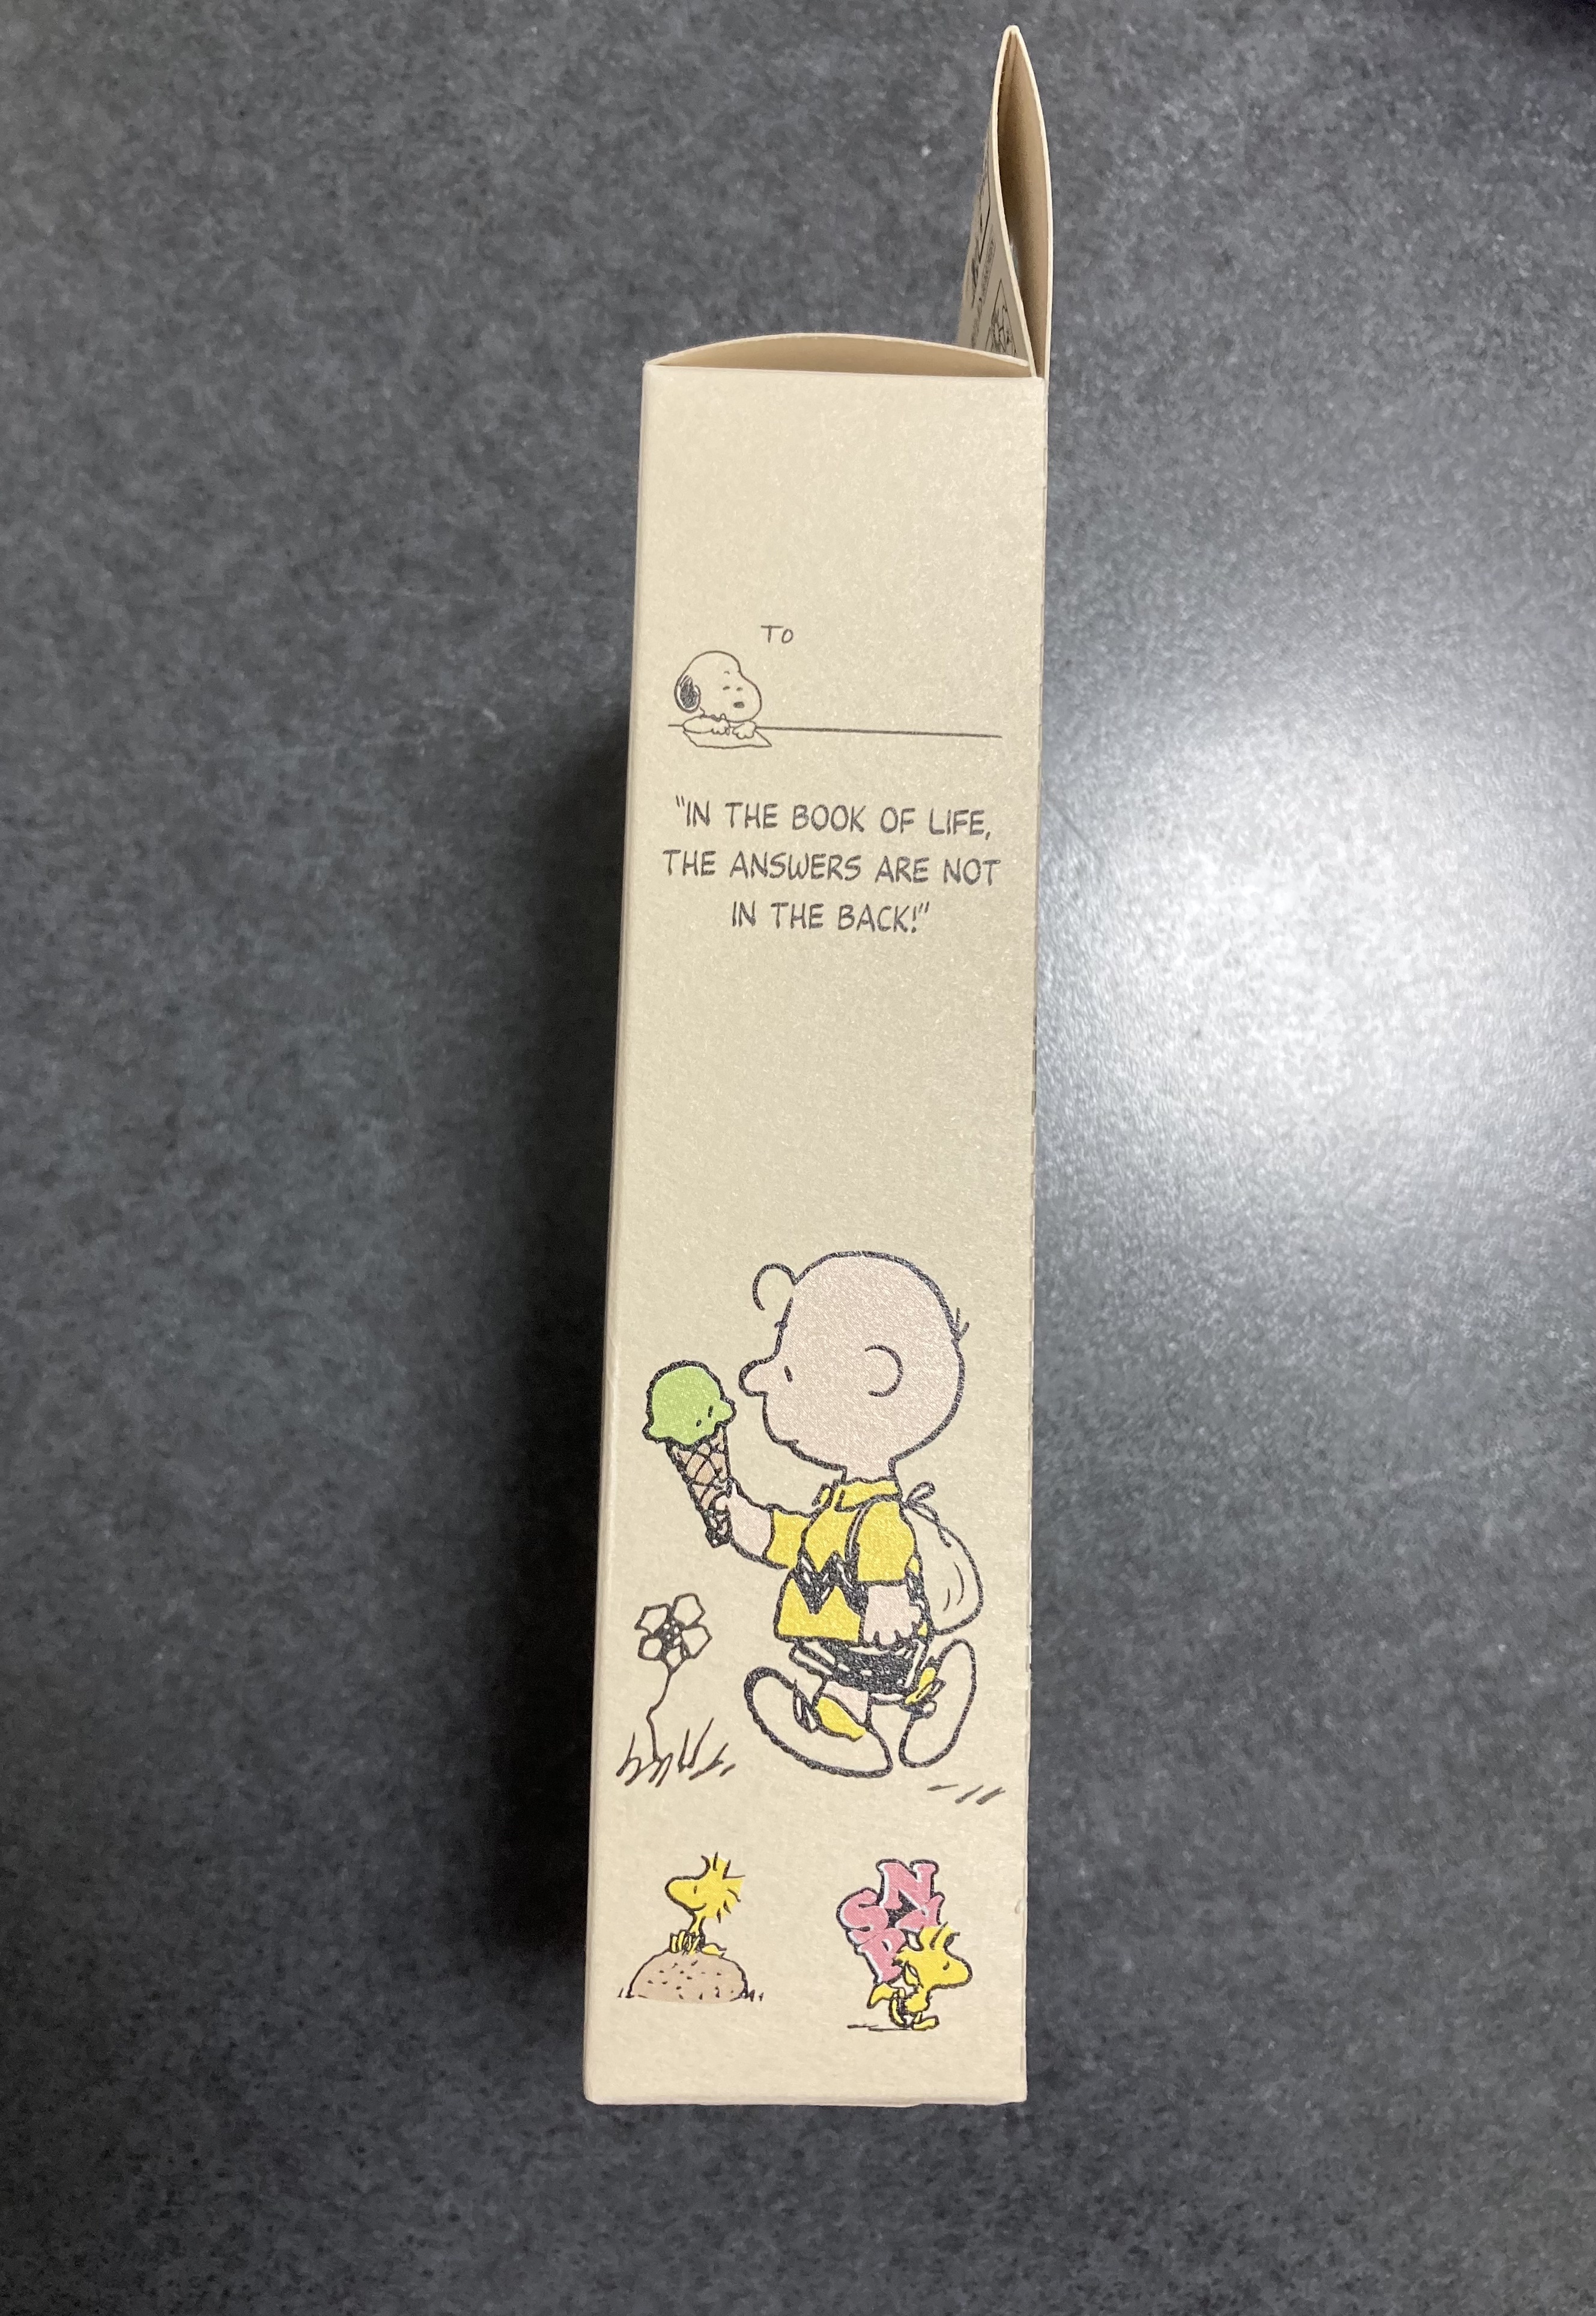 TO
"IN THE BOOK OF LIFE,
THE ANSWERS ARE NOT
IN THE BACK!"